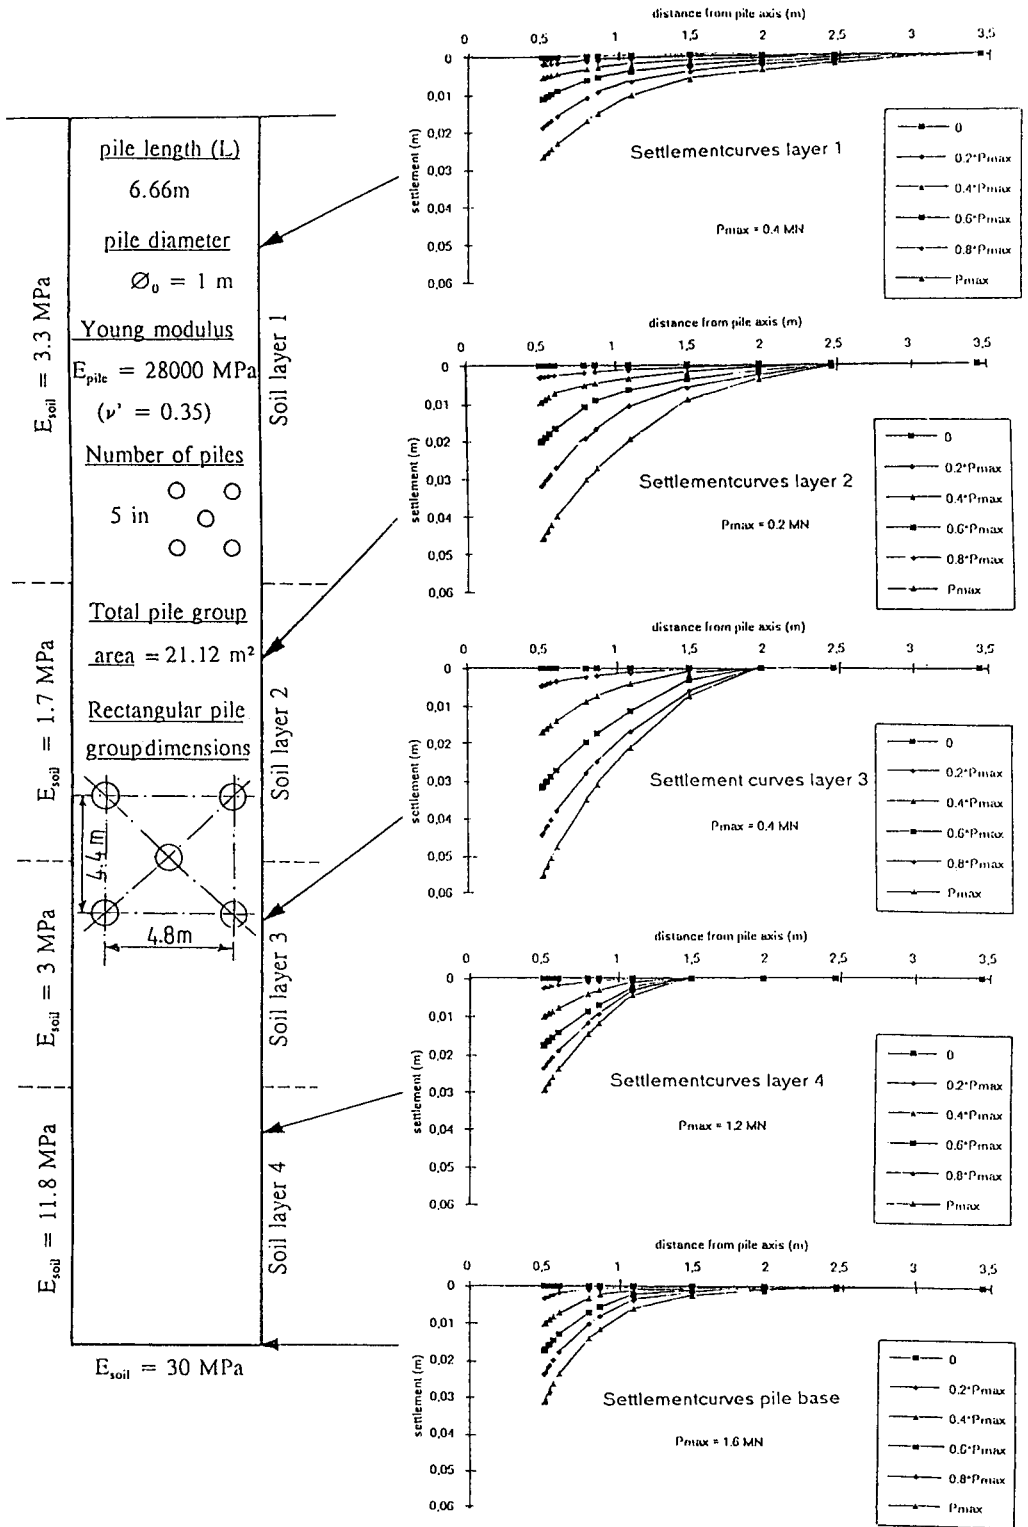 pile length (L)
6.66m
pile diameter
Ø₀ = 1 m
Young modulus
E_pile = 28000 MPa
(ν' = 0.35)
Number of piles
5 in
Total pile group
area = 21.12 m²
Rectangular pile
group dimensions
4.4m
4.8m
E_soil = 3.3 MPa
E_soil = 1.7 MPa
E_soil = 3 MPa
E_soil = 11.8 MPa
E_soil = 30 MPa
Soil layer 1
Soil layer 2
Soil layer 3
Soil layer 4
distance from pile axis (m)
0 0,5 1 1,5 2 2,5 3 3,5
settlement (m)
0
0,01
0,02
0,03
0,04
0,05
0,06
Settlementcurves layer 1
Pmax = 0.4 MN
0
0.2*Pmax
0.4*Pmax
0.6*Pmax
0.8*Pmax
Pmax
distance from pile axis (m)
0 0,5 1 1,5 2 2,5 3 3,5
settlement (m)
0
0,01
0,02
0,03
0,04
0,05
0,06
Settlementcurves layer 2
Pmax = 0.2 MN
0
0.2*Pmax
0.4*Pmax
0.6*Pmax
0.8*Pmax
Pmax
distance from pile axis (m)
0 0,5 1 1,5 2 2,5 3 3,5
settlement (m)
0
0,01
0,02
0,03
0,04
0,05
0,06
Settlement curves layer 3
Pmax = 0.4 MN
0
0.2*Pmax
0.4*Pmax
0.6*Pmax
0.8*Pmax
Pmax
distance from pile axis (m)
0 0,5 1 1,5 2 2,5 3 3,5
settlement (m)
0
0,01
0,02
0,03
0,04
0,05
0,06
Settlementcurves layer 4
Pmax = 1.2 MN
0
0.2*Pmax
0.4*Pmax
0.6*Pmax
0.8*Pmax
Pmax
distance from pile axis (m)
0 0,5 1 1,5 2 2,5 3 3,5
settlement (m)
0
0,01
0,02
0,03
0,04
0,05
0,06
Settlementcurves pile base
Pmax = 1.6 MN
0
0.2*Pmax
0.4*Pmax
0.6*Pmax
0.8*Pmax
Pmax